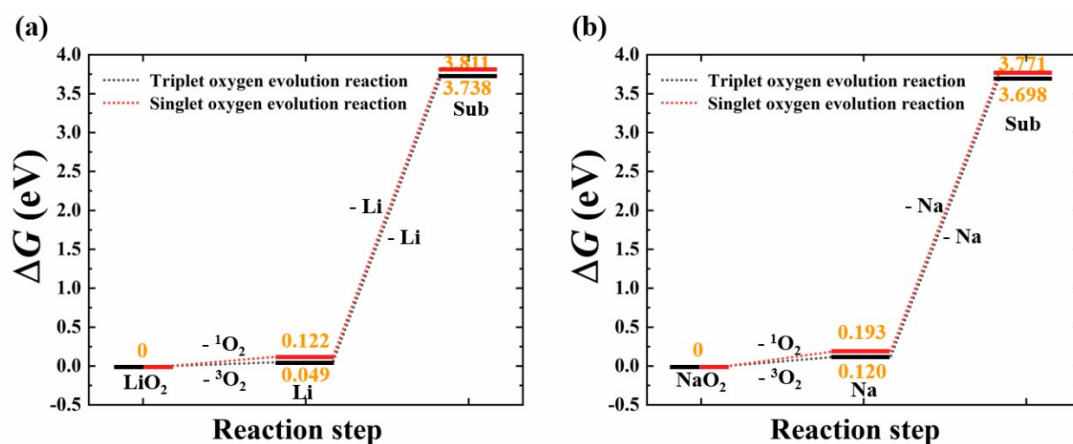 (a)
4.0
3.5
3.0
2.5
2.0
1.5
1.0
0.5
0.0
-0.5
ΔG (eV)
Triplet oxygen evolution reaction
Singlet oxygen evolution reaction
3.811
3.738
Sub
- Li
- Li
0
LiO₂
- ¹O₂
- ³O₂
0.122
0.049
Li
Reaction step
(b)
4.0
3.5
3.0
2.5
2.0
1.5
1.0
0.5
0.0
-0.5
ΔG (eV)
Triplet oxygen evolution reaction
Singlet oxygen evolution reaction
3.771
3.698
Sub
- Na
- Na
0
NaO₂
- ¹O₂
- ³O₂
0.193
0.120
Na
Reaction step